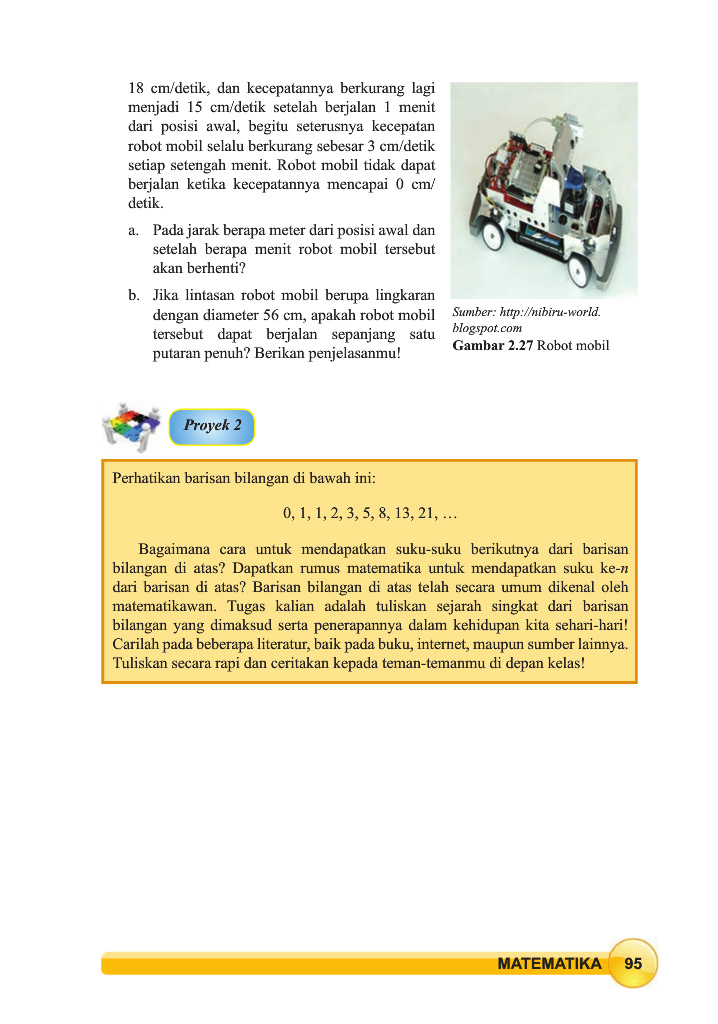 18 cm/detik, dan kecepatannya berkurang lagi
menjadi 15 cm/detik setelah berjalan 1 menit
dari posisi awal, begitu seterusnya kecepatan
robot mobil selalu berkurang sebesar 3 cm/detik
setiap setengah menit. Robot mobil tidak dapat
berjalan ketika kecepatannya mencapai 0 cm/
detik.
a. Pada jarak berapa meter dari posisi awal dan
setelah berapa menit robot mobil tersebut
akan berhenti?
b. Jika lintasan robot mobil berupa lingkaran
dengan diameter 56 cm, apakah robot mobil
tersebut dapat berjalan sepanjang satu
putaran penuh? Berikan penjelasanmu!
Sumber: http://nibiru-world.
blogspot.com
Gambar 2.27 Robot mobil
Proyek 2
Perhatikan barisan bilangan di bawah ini:
0, 1, 1, 2, 3, 5, 8, 13, 21, …
Bagaimana cara untuk mendapatkan suku-suku berikutnya dari barisan
bilangan di atas? Dapatkan rumus matematika untuk mendapatkan suku ke-n
dari barisan di atas? Barisan bilangan di atas telah secara umum dikenal oleh
matematikawan. Tugas kalian adalah tuliskan sejarah singkat dari barisan
bilangan yang dimaksud serta penerapannya dalam kehidupan kita sehari-hari!
Carilah pada beberapa literatur, baik pada buku, internet, maupun sumber lainnya.
Tuliskan secara rapi dan ceritakan kepada teman-temanmu di depan kelas!
MATEMATIKA 95